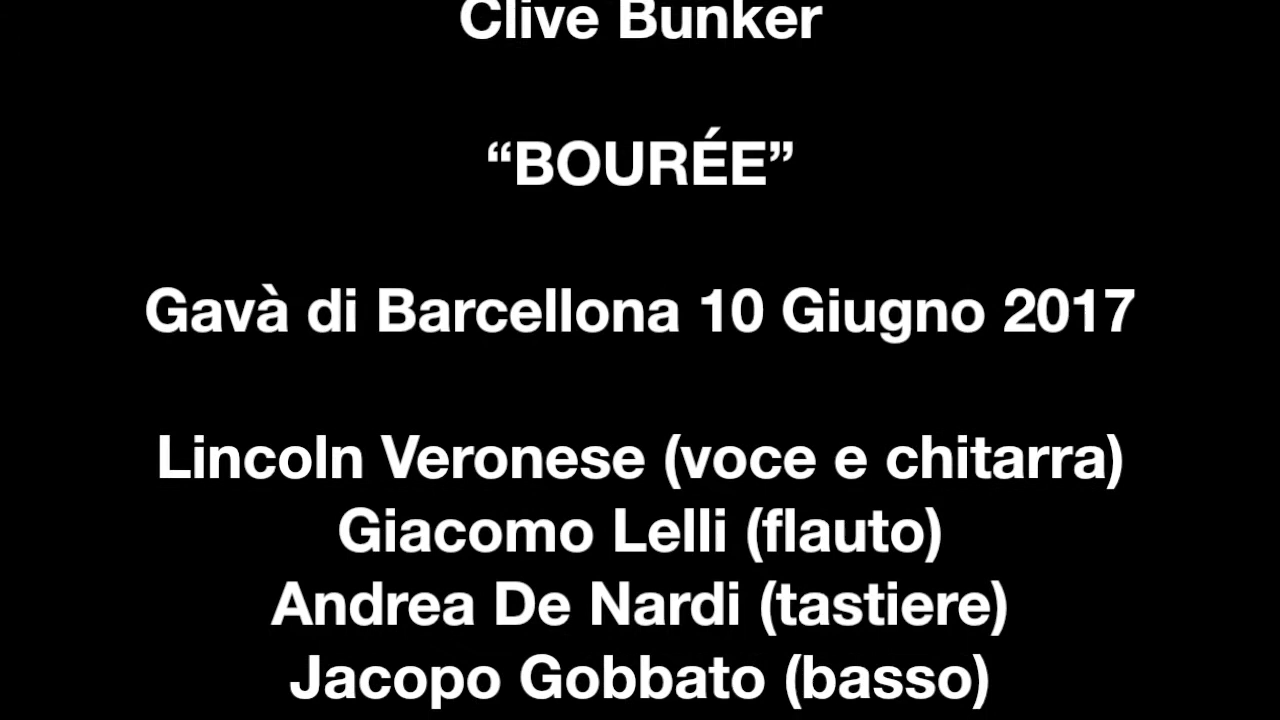 Clive Bunker
“BOURÉE”
Gavà di Barcellona 10 Giugno 2017
Lincoln Veronese (voce e chitarra)
Giacomo Lelli (flauto)
Andrea De Nardi (tastiere)
Jacopo Gobbato (basso)